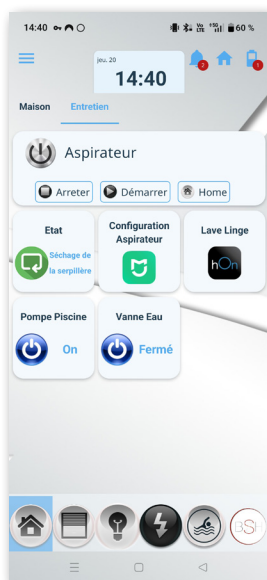 14:40
60 %
jeu. 20
14:40
2
1
Maison Entretien
Aspirateur
Arreter Démarrer Home
Etat
Séchage de
la serpillère
Configuration
Aspirateur
Lave Linge
hOn
Pompe Piscine
On
Vanne Eau
Fermé
BSH